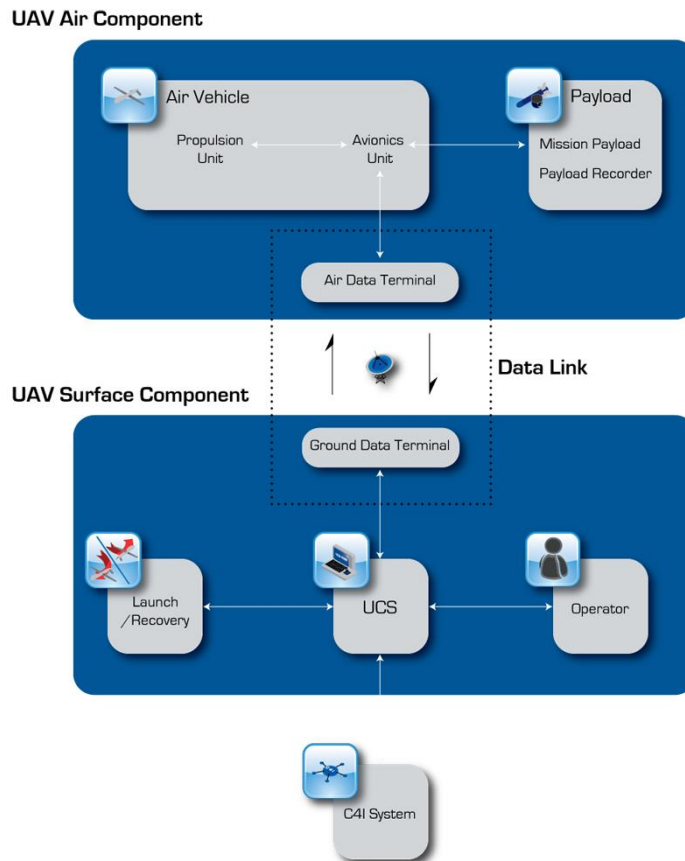 UAV Air Component
Air Vehicle
Payload
Propulsion
Unit
Avionics
Unit
Mission Payload
Payload Recorder
Air Data Terminal
Data Link
UAV Surface Component
Ground Data Terminal
Launch
/Recovery
UCS
Operator
C4I System